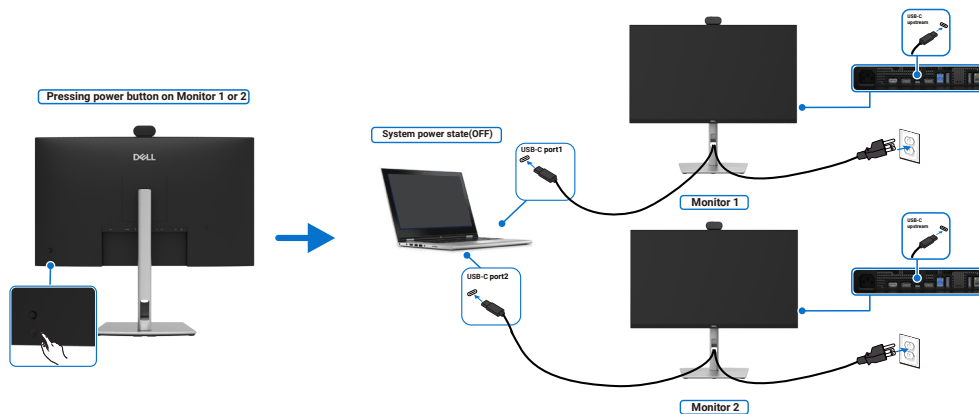 Pressing power button on Monitor 1 or 2
DELL
System power state(OFF)
USB-C port1
USB-C
upstream
Monitor 1
USB-C port2
USB-C
upstream
Monitor 2